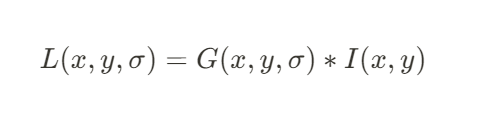 L(x, y, σ) = G(x, y, σ) * I(x, y)